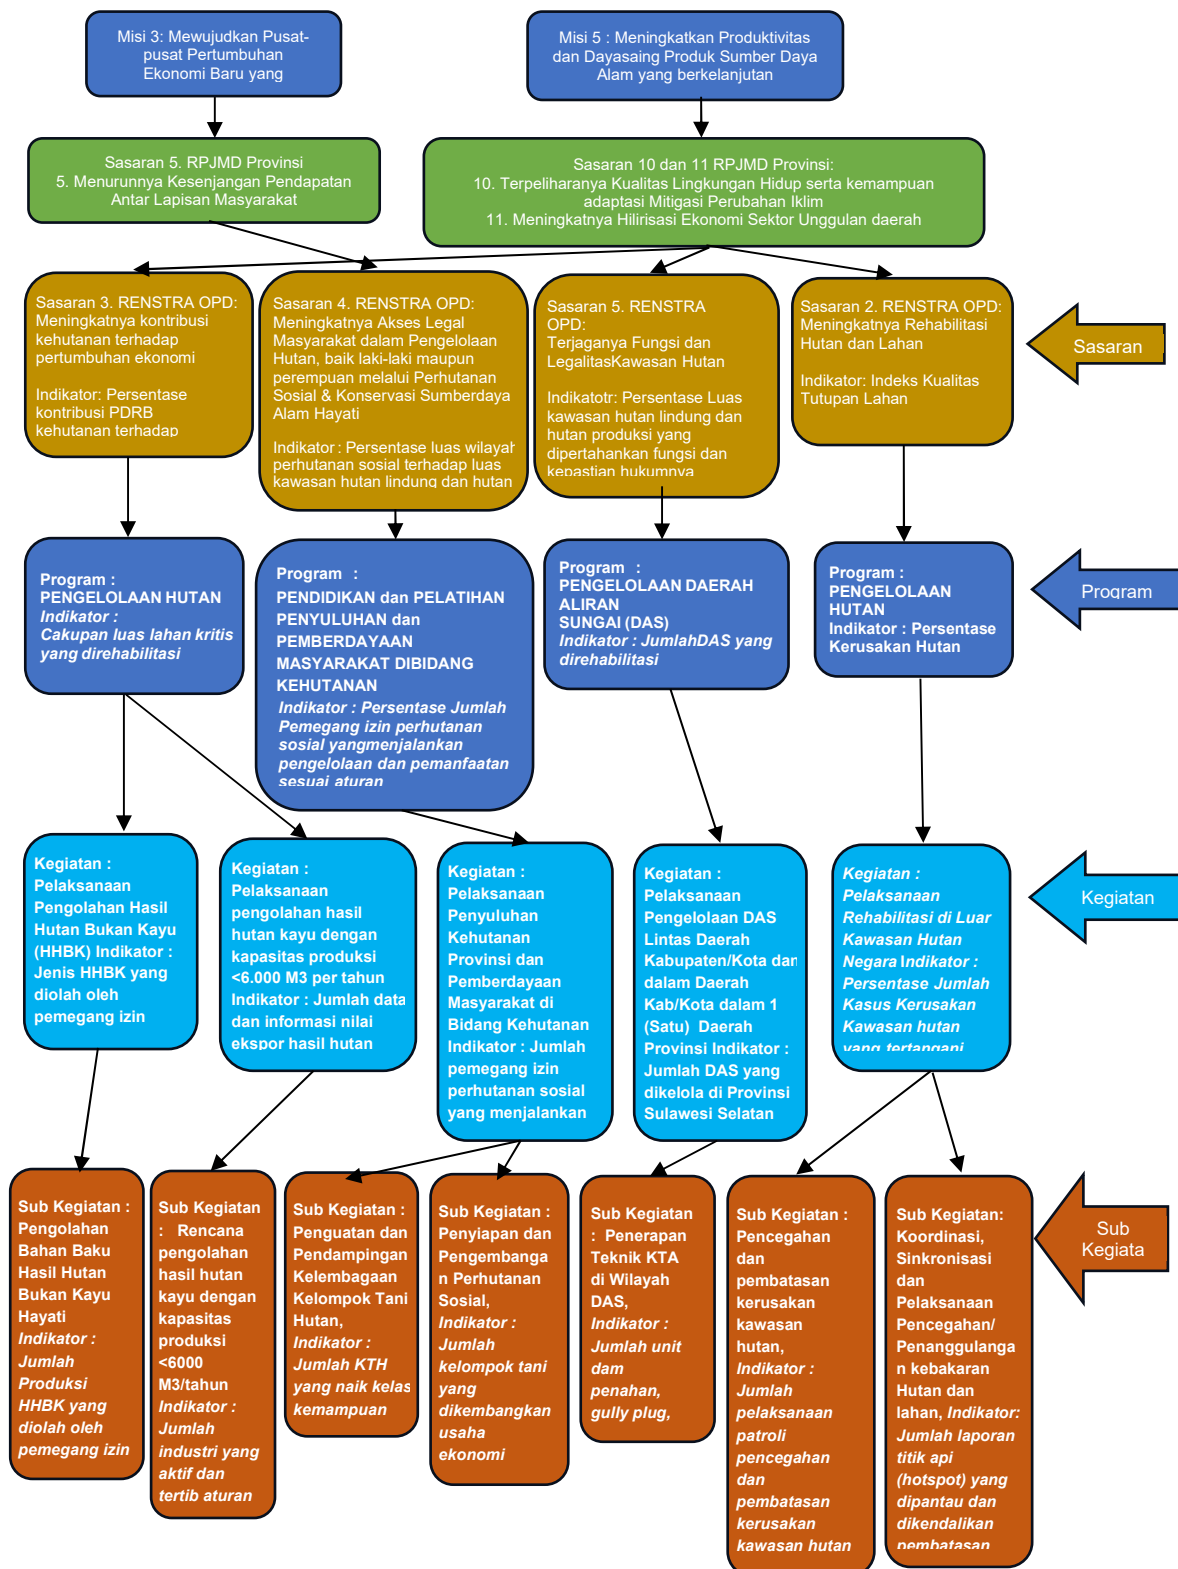 Misi 3: Mewujudkan Pusat-
pusat Pertumbuhan
Ekonomi Baru yang
Misi 5 : Meningkatkan Produktivitas
dan Dayasaing Produk Sumber Daya
Alam yang berkelanjutan
Sasaran 5. RPJMD Provinsi
5. Menurunnya Kesenjangan Pendapatan
Antar Lapisan Masyarakat
Sasaran 10 dan 11 RPJMD Provinsi:
10. Terpeliharanya Kualitas Lingkungan Hidup serta kemampuan
adaptasi Mitigasi Perubahan Iklim
11. Meningkatnya Hilirisasi Ekonomi Sektor Unggulan daerah
Sasaran 3. RENSTRA OPD:
Meningkatnya kontribusi
kehutanan terhadap
pertumbuhan ekonomi
Indikator: Persentase
kontribusi PDRB
kehutanan terhadap
Sasaran 4. RENSTRA OPD:
Meningkatnya Akses Legal
Masyarakat dalam Pengelolaan
Hutan, baik laki-laki maupun
perempuan melalui Perhutanan
Sosial & Konservasi Sumberdaya
Alam Hayati
Indikator : Persentase luas wilayah
perhutanan sosial terhadap luas
kawasan hutan lindung dan hutan
Sasaran 5. RENSTRA
OPD:
Terjaganya Fungsi dan
LegalitasKawasan Hutan
Indikatotr: Persentase Luas
kawasan hutan lindung dan
hutan produksi yang
dipertahankan fungsi dan
kepastian hukumnya
Sasaran 2. RENSTRA OPD:
Meningkatnya Rehabilitasi
Hutan dan Lahan
Indikator: Indeks Kualitas
Tutupan Lahan
Sasaran
Program :
PENGELOLAAN HUTAN
Indikator :
Cakupan luas lahan kritis
yang direhabilitasi
Program :
PENDIDIKAN dan PELATIHAN
PENYULUHAN dan
PEMBERDAYAAN
MASYARAKAT DIBIDANG
KEHUTANAN
Indikator : Persentase Jumlah
Pemegang izin perhutanan
sosial yangmenjalankan
pengelolaan dan pemanfaatan
sesuai aturan
Program :
PENGELOLAAN DAERAH
ALIRAN
SUNGAI (DAS)
Indikator : JumlahDAS yang
direhabilitasi
Program :
PENGELOLAAN
HUTAN
Indikator : Persentase
Kerusakan Hutan
Program
Kegiatan :
Pelaksanaan
Pengolahan Hasil
Hutan Bukan Kayu
(HHBK) Indikator :
Jenis HHBK yang
diolah oleh
pemegang izin
Kegiatan :
Pelaksanaan
pengolahan hasil
hutan kayu dengan
kapasitas produksi
<6.000 M3 per tahun
Indikator : Jumlah data
dan informasi nilai
ekspor hasil hutan
Kegiatan :
Pelaksanaan
Penyuluhan
Kehutanan
Provinsi dan
Pemberdayaan
Masyarakat di
Bidang Kehutanan
Indikator : Jumlah
pemegang izin
perhutanan sosial
yang menjalankan
Kegiatan :
Pelaksanaan
Pengelolaan DAS
Lintas Daerah
Kabupaten/Kota dan
dalam Daerah
Kab/Kota dalam 1
(Satu) Daerah
Provinsi Indikator :
Jumlah DAS yang
dikelola di Provinsi
Sulawesi Selatan
Kegiatan :
Pelaksanaan
Rehabilitasi di Luar
Kawasan Hutan
Negara Indikator :
Persentase Jumlah
Kasus Kerusakan
Kawasan hutan
yang tertangani
Kegiatan
Sub Kegiatan :
Pengolahan
Bahan Baku
Hasil Hutan
Bukan Kayu
Hayati
Indikator :
Jumlah
Produksi
HHBK yang
diolah oleh
pemegang izin
Sub Kegiatan
: Rencana
pengolahan
hasil hutan
kayu dengan
kapasitas
produksi
<6000
M3/tahun
Indikator :
Jumlah
industri yang
aktif dan
tertib aturan
Sub Kegiatan :
Penguatan dan
Pendampingan
Kelembagaan
Kelompok Tani
Hutan,
Indikator :
Jumlah KTH
yang naik kelas
kemampuan
Sub Kegiatan :
Penyiapan dan
Pengembanga
n Perhutanan
Sosial,
Indikator :
Jumlah
kelompok tani
yang
dikembangkan
usaha
ekonomi
Sub Kegiatan
: Penerapan
Teknik KTA
di Wilayah
DAS,
Indikator :
Jumlah unit
dam
penahan,
gully plug,
Sub Kegiatan :
Pencegahan
dan
pembatasan
kerusakan
kawasan
hutan,
Indikator :
Jumlah
pelaksanaan
patroli
pencegahan
dan
pembatasan
kerusakan
kawasan hutan
Sub Kegiatan:
Koordinasi,
Sinkronisasi
dan
Pelaksanaan
Pencegahan/
Penanggulanga
n kebakaran
Hutan dan
lahan, Indikator:
Jumlah laporan
titik api
(hotspot) yang
dipantau dan
dikendalikan
pembatasan
Sub
Kegiata